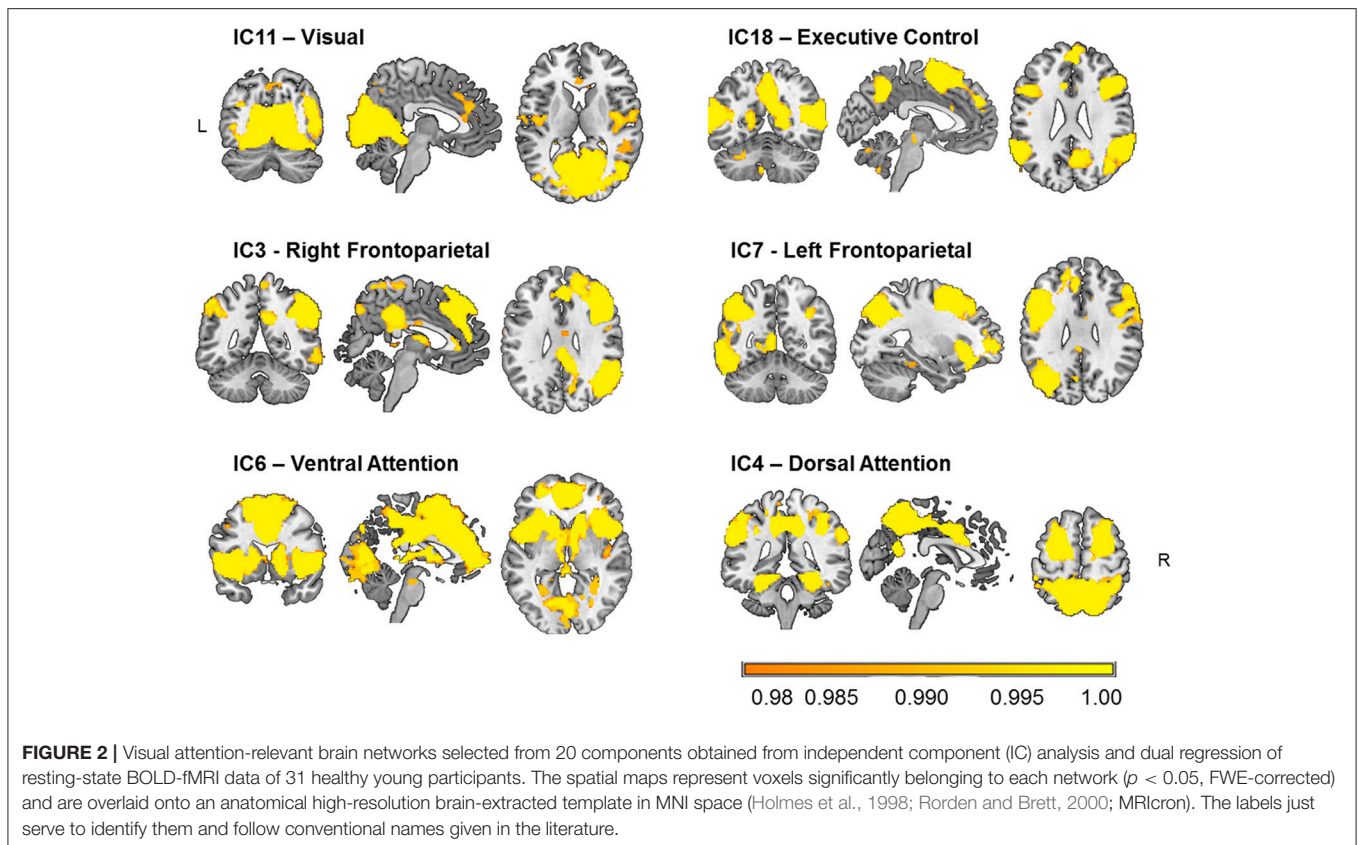 IC11 – Visual
IC18 – Executive Control
L
IC3 - Right Frontoparietal
IC7 - Left Frontoparietal
IC6 – Ventral Attention
IC4 – Dorsal Attention
R
0.98 0.985 0.990 0.995 1.00
FIGURE 2 | Visual attention-relevant brain networks selected from 20 components obtained from independent component (IC) analysis and dual regression of
resting-state BOLD-fMRI data of 31 healthy young participants. The spatial maps represent voxels significantly belonging to each network (p < 0.05, FWE-corrected)
and are overlaid onto an anatomical high-resolution brain-extracted template in MNI space (Holmes et al., 1998; Rorden and Brett, 2000; MRIcron). The labels just
serve to identify them and follow conventional names given in the literature.